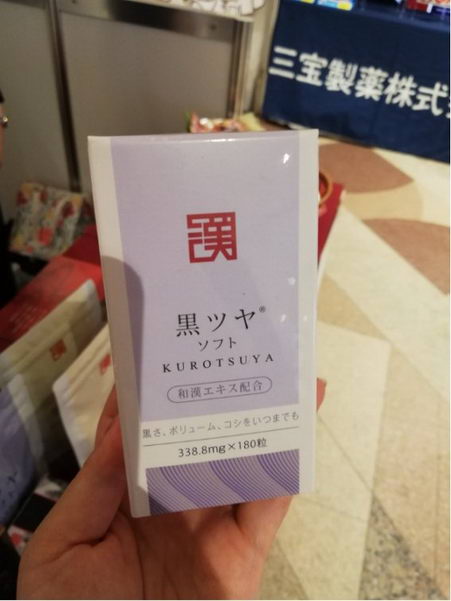 三宝製薬株式
漢
黒ツヤ®
ソフト
KUROTSUYA
和漢エキス配合
黒さ、ボリューム、コシをいつまでも
338.8mg×180粒